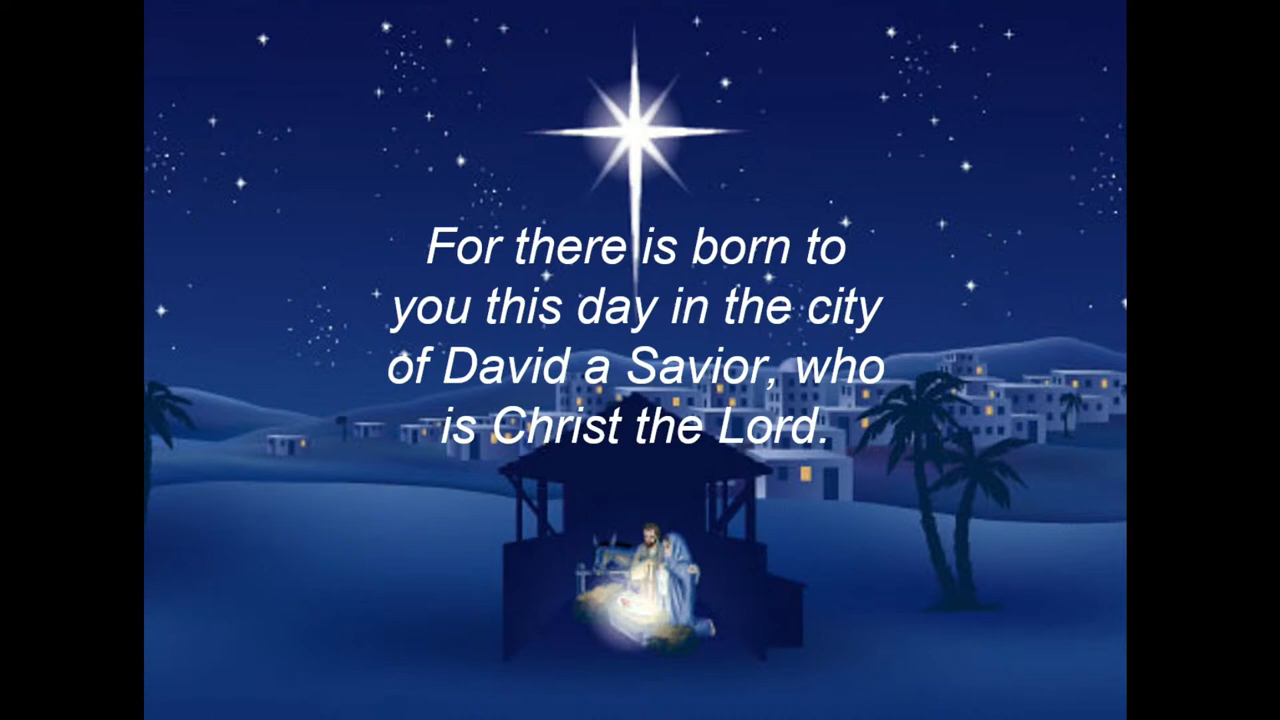 For there is born to
you this day in the city
of David a Savior, who
is Christ the Lord.